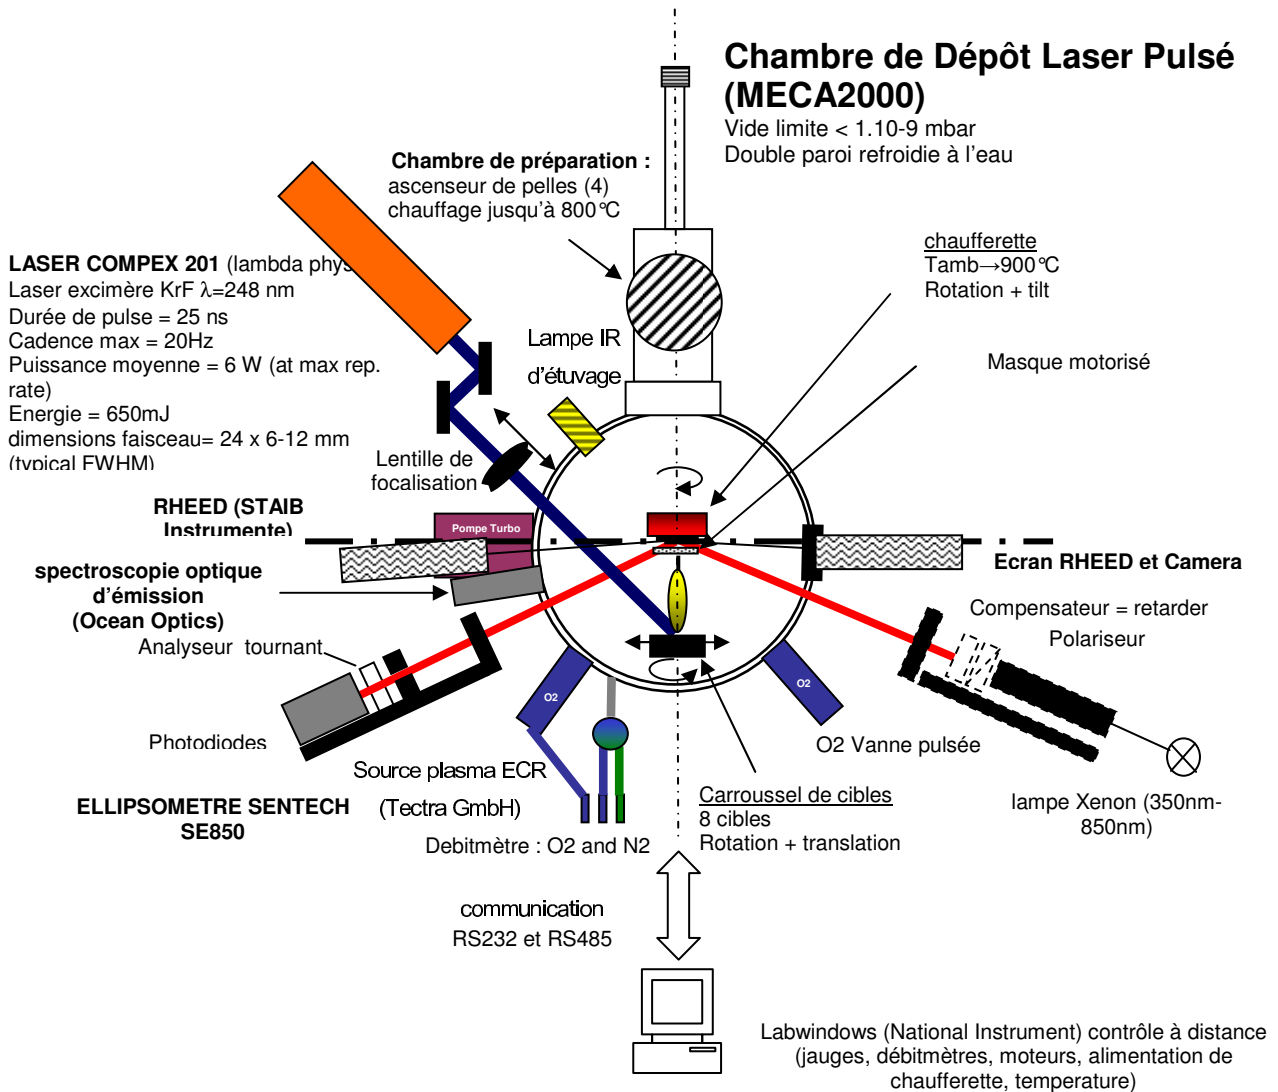 Chambre de Dépôt Laser Pulsé
(MECA2000)
Vide limite < 1.10-9 mbar
Double paroi refroidie à l'eau
Chambre de préparation :
ascenseur de pelles (4)
chauffage jusqu'à 800°C
chaufferette
Tamb→900°C
Rotation + tilt
LASER COMPEX 201 (lambda phys
Laser excimère KrF λ=248 nm
Durée de pulse = 25 ns
Cadence max = 20Hz
Puissance moyenne = 6 W (at max rep.
rate)
Energie = 650mJ
dimensions faisceau= 24 x 6-12 mm
(typical FWHM)
Lampe IR
d'étuvage
Masque motorisé
Lentille de
focalisation
RHEED (STAIB
Instrumente)
Pompe Turbo
Ecran RHEED et Camera
spectroscopie optique
d'émission
(Ocean Optics)
Compensateur = retarder
Polariseur
Analyseur tournant
O2
O2
Photodiodes
O2 Vanne pulsée
Source plasma ECR
(Tectra GmbH)
Carroussel de cibles
8 cibles
Rotation + translation
ELLIPSOMETRE SENTECH
SE850
lampe Xenon (350nm-
850nm)
Debitmètre : O2 and N2
communication
RS232 et RS485
Labwindows (National Instrument) contrôle à distance
(jauges, débitmètres, moteurs, alimentation de
chaufferette, temperature)